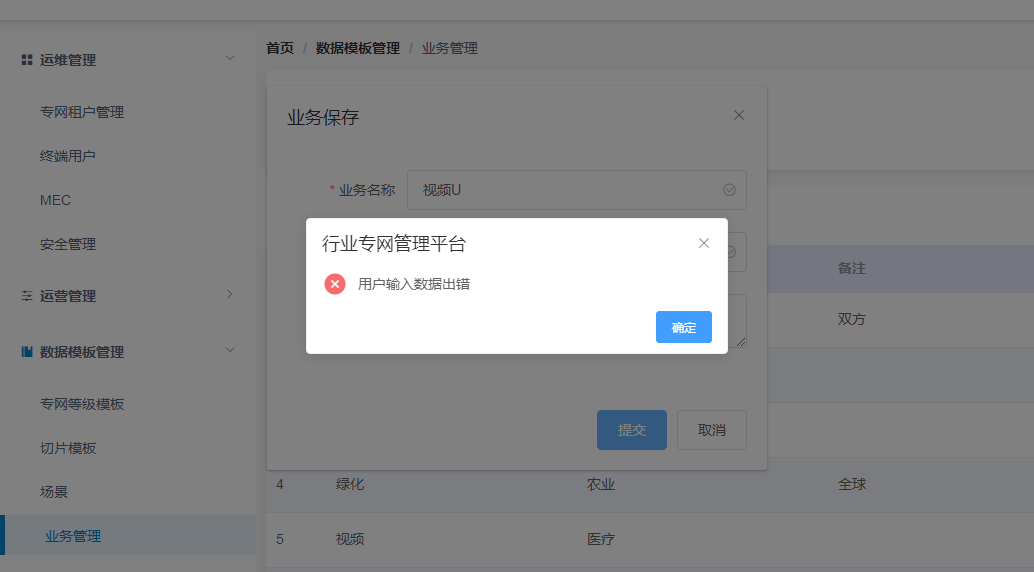 首页 / 数据模板管理 / 业务管理
运维管理
专网租户管理
终端用户
MEC
安全管理
运营管理
数据模板管理
专网等级模板
切片模板
场景
业务管理
业务保存
* 业务名称 视频U
行业专网管理平台
用户输入数据出错
确定
提交 取消
备注
双方
4 绿化 农业 全球
5 视频 医疗